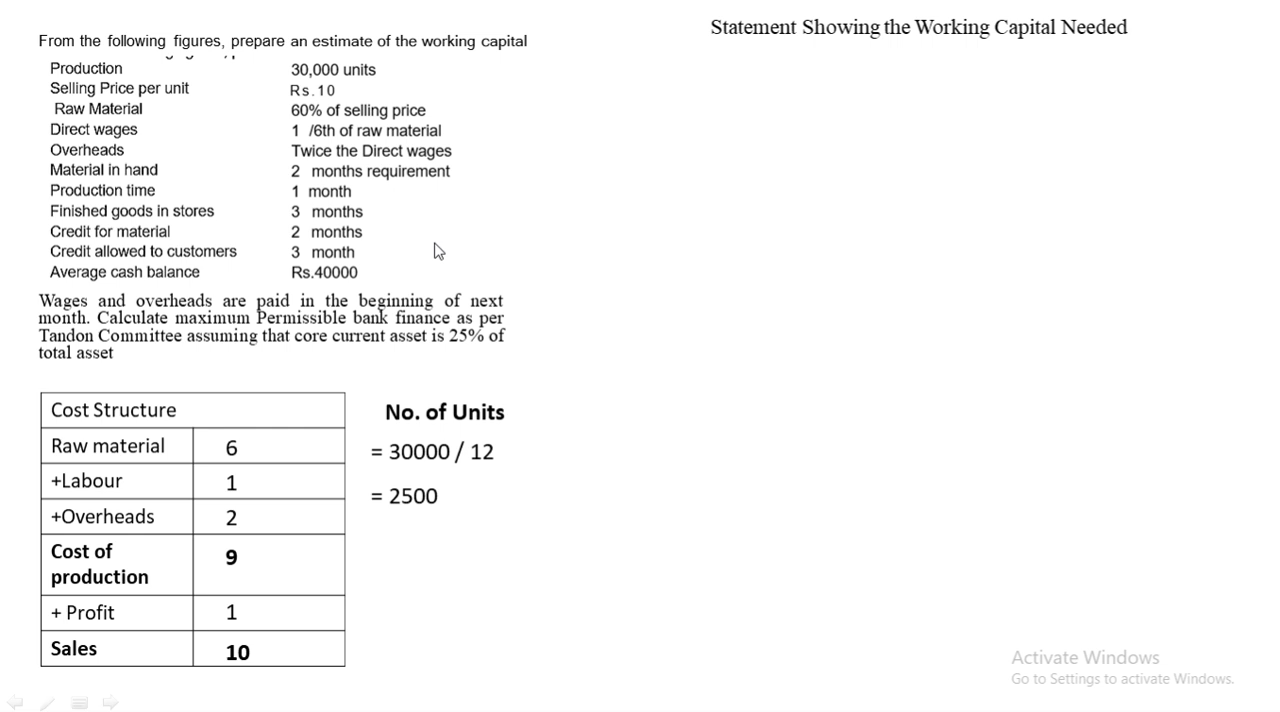 Statement Showing the Working Capital Needed
From the following figures, prepare an estimate of the working capital
Production 30,000 units
Selling Price per unit Rs.10
Raw Material 60% of selling price
Direct wages 1 /6th of raw material
Overheads Twice the Direct wages
Material in hand 2 months requirement
Production time 1 month
Finished goods in stores 3 months
Credit for material 2 months
Credit allowed to customers 3 month
Average cash balance Rs.40000
Wages and overheads are paid in the beginning of next
month. Calculate maximum Permissible bank finance as per
Tandon Committee assuming that core current asset is 25% of
total asset
Cost Structure
Raw material 6
+Labour 1
+Overheads 2
Cost of
production 9
+ Profit 1
Sales 10
No. of Units
= 30000 / 12
= 2500
Activate Windows
Go to Settings to activate Windows.